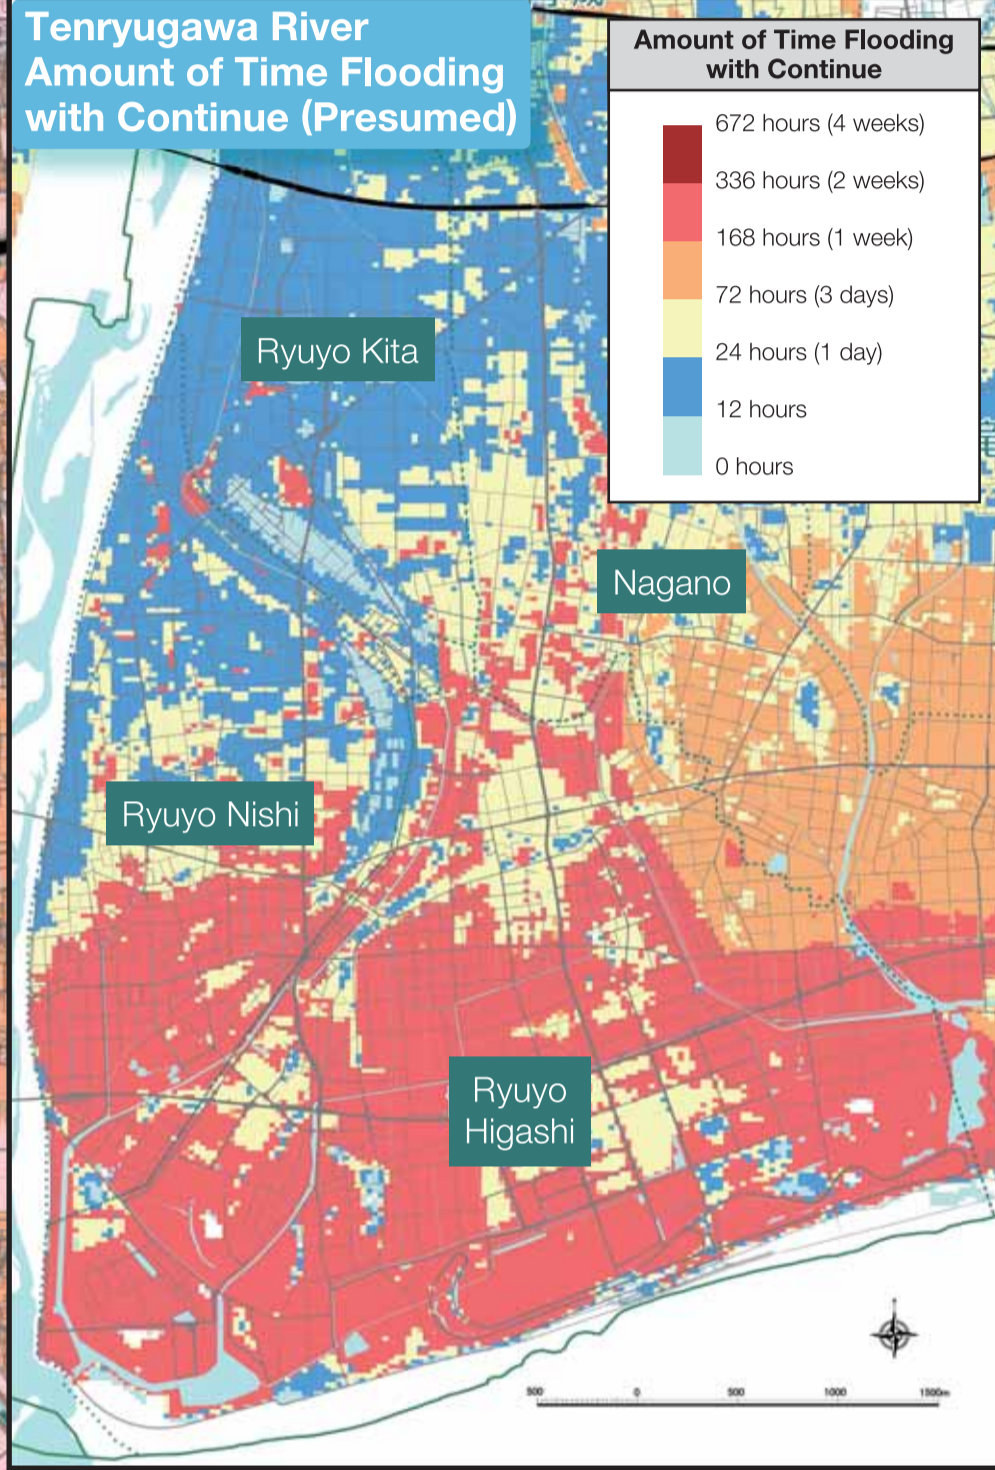 Tenryugawa River
Amount of Time Flooding
with Continue (Presumed)
Amount of Time Flooding
with Continue
672 hours (4 weeks)
336 hours (2 weeks)
168 hours (1 week)
72 hours (3 days)
24 hours (1 day)
12 hours
0 hours
Ryuyo Kita
Nagano
Ryuyo Nishi
Ryuyo
Higashi
500 0 500 1000 1500m